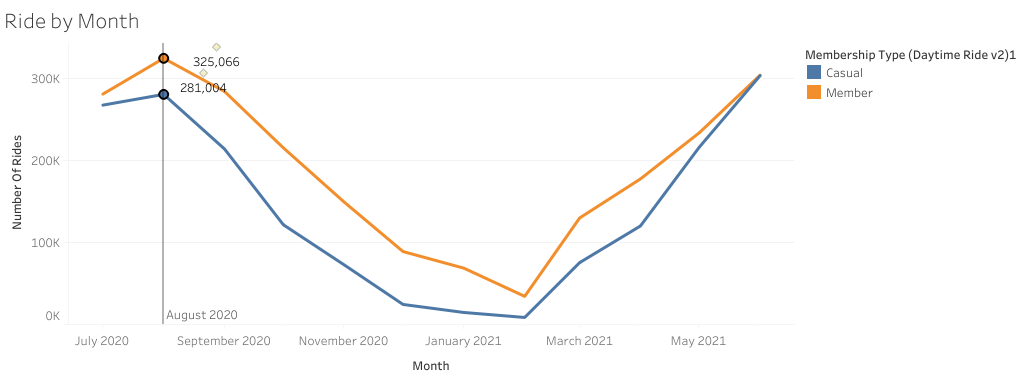 Ride by Month
Membership Type (Daytime Ride v2)1
Casual
Member
325,066
281,004
300K
200K
100K
0K
Number Of Rides
August 2020
July 2020
September 2020
November 2020
January 2021
March 2021
May 2021
Month